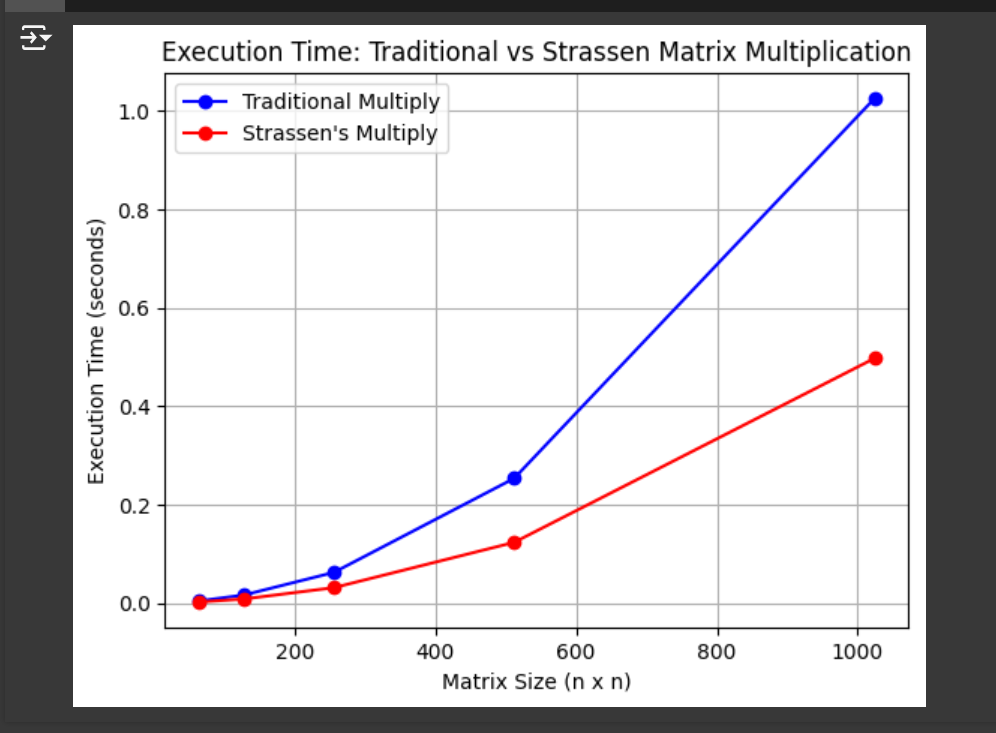 Execution Time: Traditional vs Strassen Matrix Multiplication
Traditional Multiply
Strassen's Multiply
Execution Time (seconds)
1.0
0.8
0.6
0.4
0.2
0.0
200 400 600 800 1000
Matrix Size (n x n)